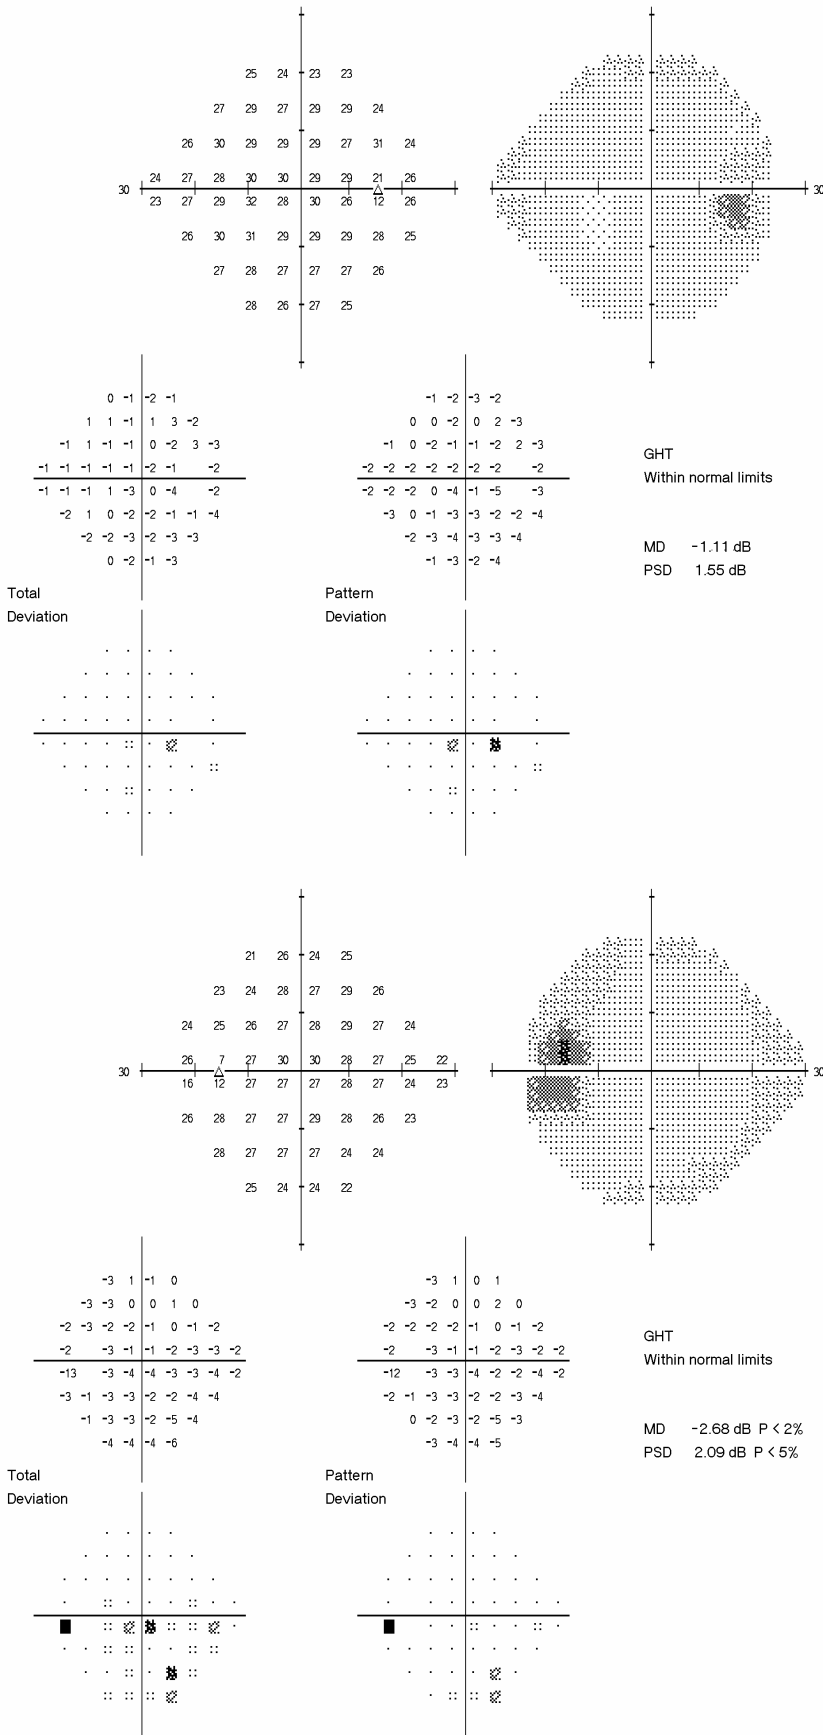 25 24 23 23
27 29 27 29 29 24
26 30 29 29 29 27 31 24
24 27 28 30 30 29 29 21 26
30 30
23 27 29 32 28 30 26 12 26
26 30 31 29 29 29 28 25
27 28 27 27 27 26
28 26 27 25
0 -1 -2 -1 -1 -2 -3 -2
1 1 -1 1 3 -2 0 0 -2 0 2 -3
-1 1 -1 -1 0 -2 3 -3 -1 0 -2 -1 -1 -2 2 -3
GHT
-1 -1 -1 -1 -1 -2 -1 -2 -2 -2 -2 -2 -2 -2 -2 -2
Within normal limits
-1 -1 -1 1 -3 0 -4 -2 -2 -2 -2 0 -4 -1 -5 -3
-2 1 0 -2 -2 -1 -1 -4 -3 0 -1 -3 -3 -2 -2 -4
-2 -2 -3 -2 -3 -3 -2 -3 -4 -3 -3 -4
MD -1.11 dB
0 -2 -1 -3 -1 -3 -2 -4
PSD 1.55 dB
Total Pattern
Deviation Deviation
21 26 24 25
23 24 28 27 29 26
24 25 26 27 28 29 27 24
26 7 27 30 30 28 27 25 22
30 30
16 12 27 27 27 28 27 24 23
26 28 27 27 29 28 26 23
28 27 27 27 24 24
25 24 24 22
-3 1 -1 0 -3 1 0 1
-3 -3 0 0 1 0 -3 -2 0 0 2 0
-2 -3 -2 -2 -1 0 -1 -2 -2 -2 -2 -2 -1 0 -1 -2
GHT
-2 -3 -1 -1 -2 -3 -3 -2 -2 -3 -1 -1 -2 -3 -2 -2
Within normal limits
-13 -3 -4 -4 -3 -3 -4 -2 -12 -3 -3 -4 -2 -2 -4 -2
-3 -1 -3 -3 -2 -2 -4 -4 -2 -1 -3 -3 -2 -2 -3 -4
-1 -3 -3 -2 -5 -4 0 -2 -3 -2 -5 -3
MD -2.68 dB P < 2%
-4 -4 -4 -6 -3 -4 -4 -5
PSD 2.09 dB P < 5%
Total Pattern
Deviation Deviation